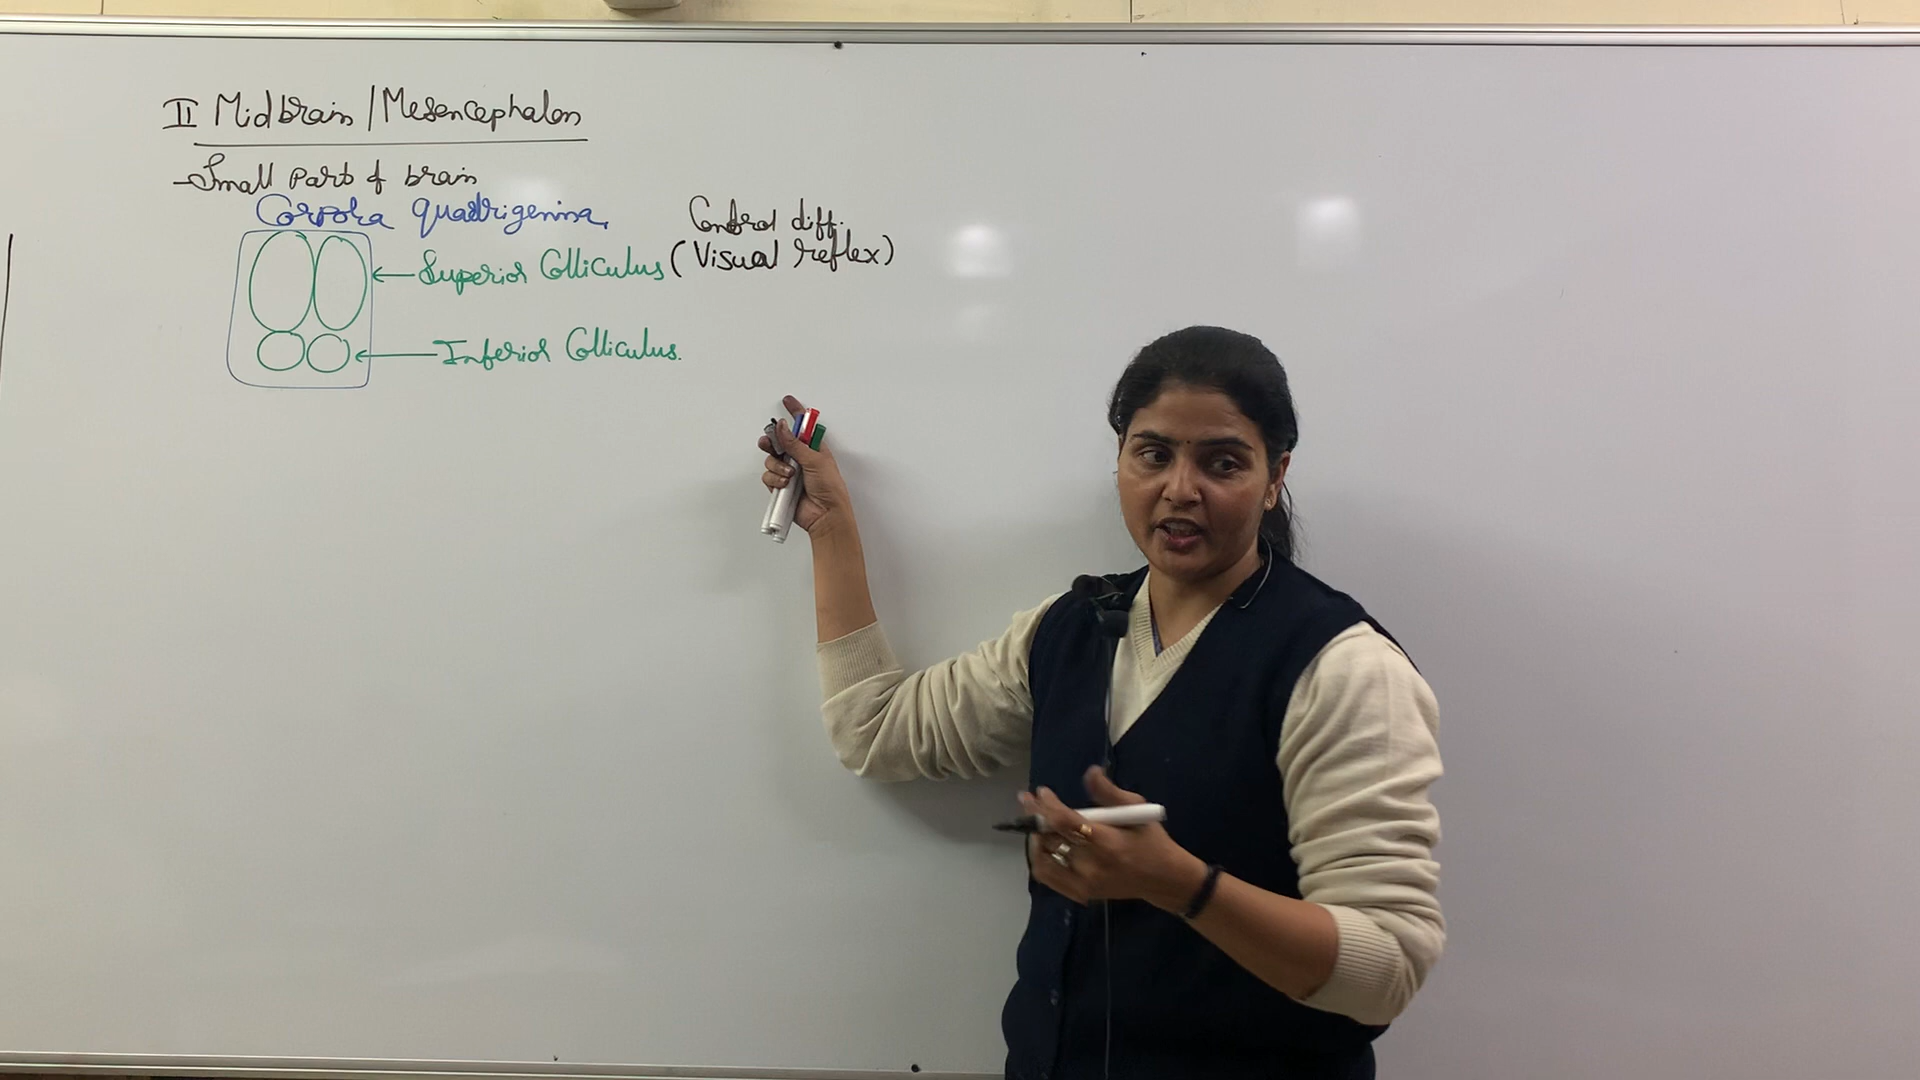 II Midbrain / Mesencephalon
- Small part of brain
Corpora quadrigemina
Control diff.
Superior Colliculus (Visual reflex)
Inferior Colliculus.